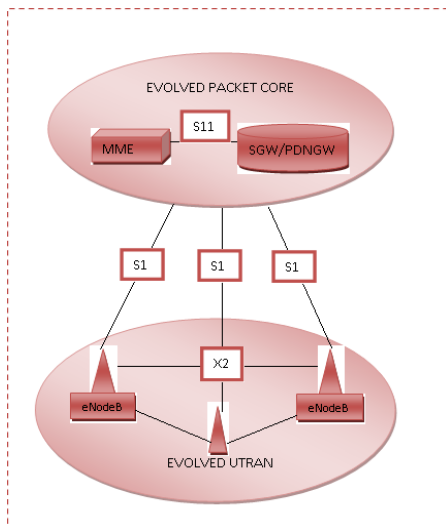 EVOLVED PACKET CORE
S11
MME
SGW/PDNGW
S1
S1
S1
X2
eNodeB
eNodeB
EVOLVED UTRAN